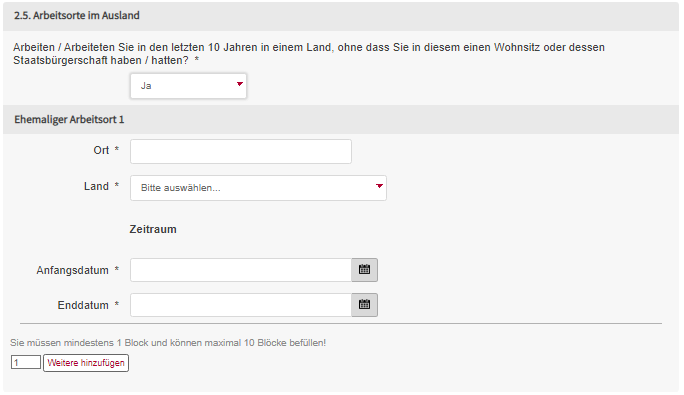 2.5. Arbeitsorte im Ausland
Arbeiten / Arbeiteten Sie in den letzten 10 Jahren in einem Land, ohne dass Sie in diesem einen Wohnsitz oder dessen
Staatsbürgerschaft haben / hatten? *
Ja
Ehemaliger Arbeitsort 1
Ort *
Land * Bitte auswählen...
Zeitraum
Anfangsdatum *
Enddatum *
Sie müssen mindestens 1 Block und können maximal 10 Blöcke befüllen!
1 Weitere hinzufügen